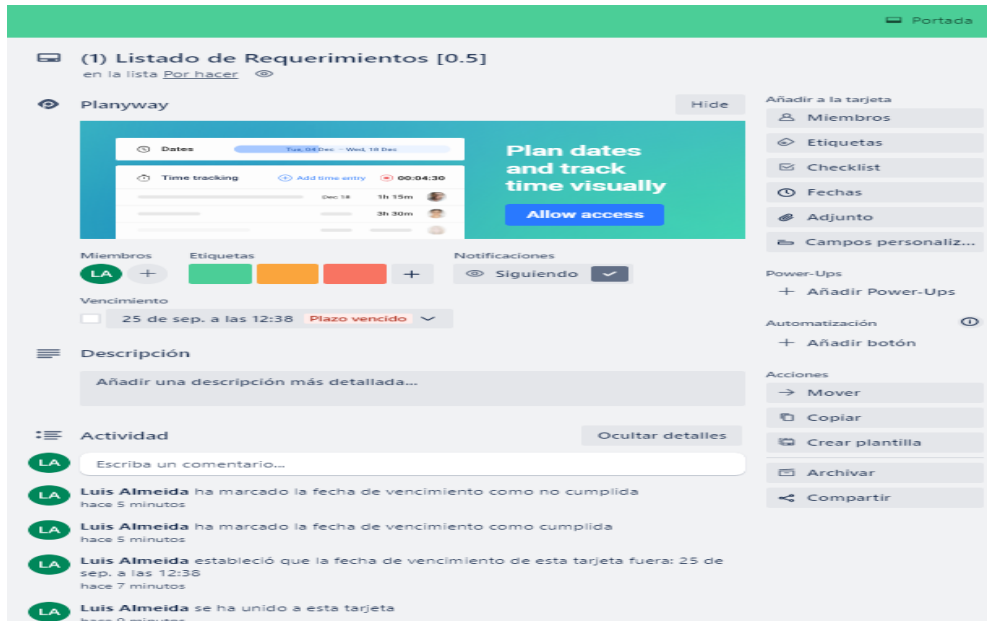 Portada
(1) Listado de Requerimientos [0.5]
en la lista Por hacer
Planyway
Hide
Dates
Tue, 04 Dec – Wed, 18 Dec
Time tracking
Add time entry
00:04:30
Dec 18
1h 15m
3h 30m
Plan dates
and track
time visually
Allow access
Miembros
Etiquetas
Notificaciones
LA
Siguiendo
Vencimiento
25 de sep. a las 12:38 Plazo vencido
Descripción
Añadir una descripción más detallada...
Actividad
Ocultar detalles
LA
Escriba un comentario...
LA
Luis Almeida ha marcado la fecha de vencimiento como no cumplida
hace 5 minutos
LA
Luis Almeida ha marcado la fecha de vencimiento como cumplida
hace 5 minutos
LA
Luis Almeida estableció que la fecha de vencimiento de esta tarjeta fuera: 25 de
sep. a las 12:38
hace 7 minutos
LA
Luis Almeida se ha unido a esta tarjeta
hace 9 minutos
Añadir a la tarjeta
Miembros
Etiquetas
Checklist
Fechas
Adjunto
Campos personaliz...
Power-Ups
+ Añadir Power-Ups
Automatización
+ Añadir botón
Acciones
Mover
Copiar
Crear plantilla
Archivar
Compartir